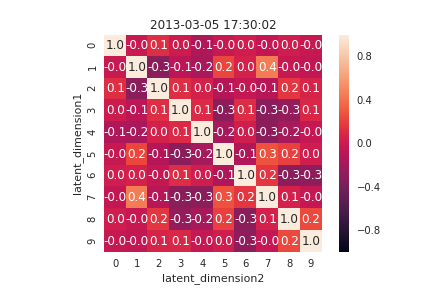 2013-03-05 17:30:02
0 1.0 -0.0 0.1 0.0 -0.1 -0.0 0.0 -0.0 0.0 -0.0
1 -0.0 1.0 -0.3 -0.1 -0.2 0.2 0.0 0.4 -0.0 -0.0
2 0.1 -0.3 1.0 0.1 0.0 -0.1 -0.0 -0.1 0.2 0.1
3 0.0 -0.1 0.1 1.0 0.1 -0.3 0.1 -0.3 -0.3 0.1
4 -0.1 -0.2 0.0 0.1 1.0 -0.2 0.0 -0.3 -0.2 -0.0
5 -0.0 0.2 -0.1 -0.3 -0.2 1.0 -0.1 0.3 0.2 0.0
6 0.0 0.0 -0.0 0.1 0.0 -0.1 1.0 0.2 -0.3 -0.3
7 -0.0 0.4 -0.1 -0.3 -0.3 0.3 0.2 1.0 0.1 -0.0
8 0.0 -0.0 0.2 -0.3 -0.2 0.2 -0.3 0.1 1.0 0.2
9 -0.0 -0.0 0.1 0.1 -0.0 0.0 -0.3 -0.0 0.2 1.0
0 1 2 3 4 5 6 7 8 9
latent_dimension2
latent_dimension1
0.8
0.4
0.0
−0.4
−0.8